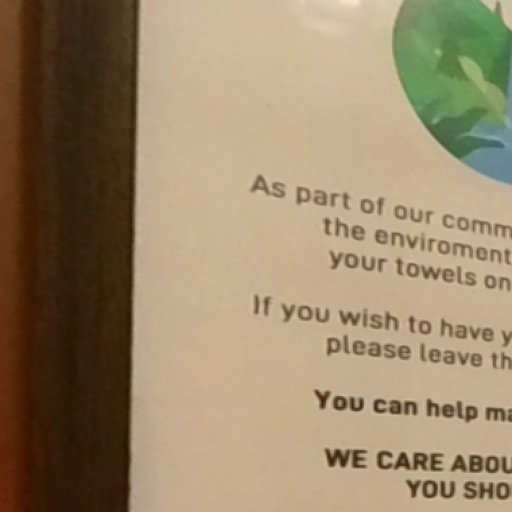 As part of our comm
the enviroment
your towels on
If you wish to have y
please leave th
You can help ma
WE CARE ABOU
YOU SHO